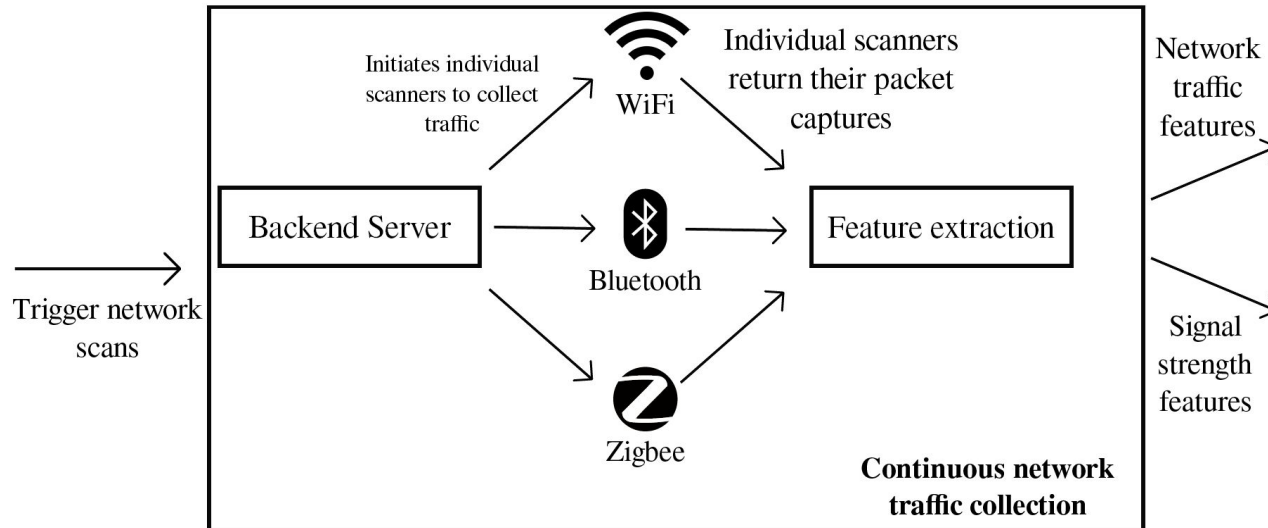 Trigger network
scans
Initiates individual
scanners to collect
traffic
Backend Server
WiFi
Bluetooth
Zigbee
Individual scanners
return their packet
captures
Feature extraction
Continuous network
traffic collection
Network
traffic
features
Signal
strength
features